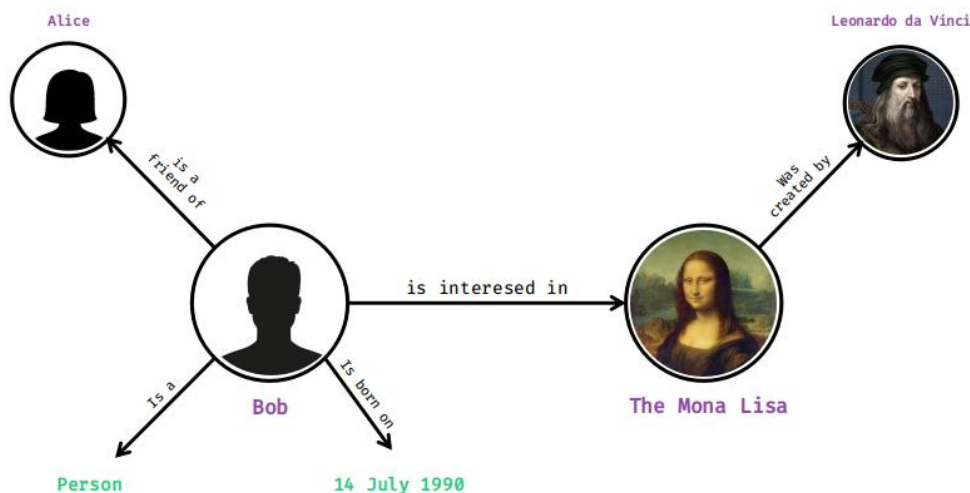 Alice
Leonardo da Vinci
is a
friend of
Was
created by
is interesed in
Is a
Is born on
Bob
The Mona Lisa
Person
14 July 1990